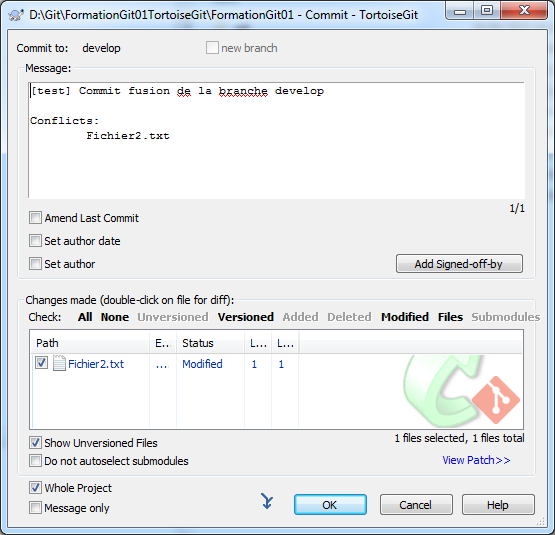 D:\Git\FormationGit01TortoiseGit\FormationGit01 - Commit - TortoiseGit
Commit to: develop new branch
Message:
[test] Commit fusion de la branche develop
Conflicts:
Fichier2.txt
1/1
Amend Last Commit
Set author date
Set author
Add Signed-off-by
Changes made (double-click on file for diff):
Check: All None Unversioned Versioned Added Deleted Modified Files Submodules
Path E... Status L... L...
Fichier2.txt ... Modified 1 1
Show Unversioned Files
1 files selected, 1 files total
Do not autoselect submodules
View Patch>>
Whole Project
Message only
OK Cancel Help